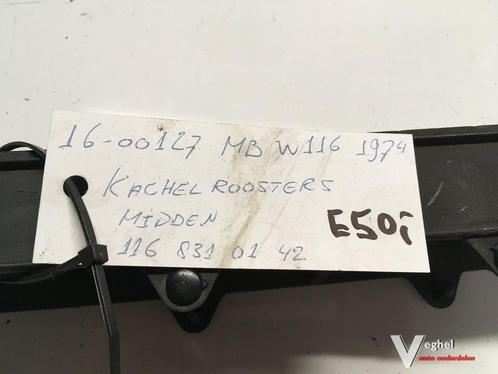 16-00127 MB W116 1974
KACHELROOSTERS
MIDDEN
E50i
116 831 01 42
Veghel
auto onderdelen